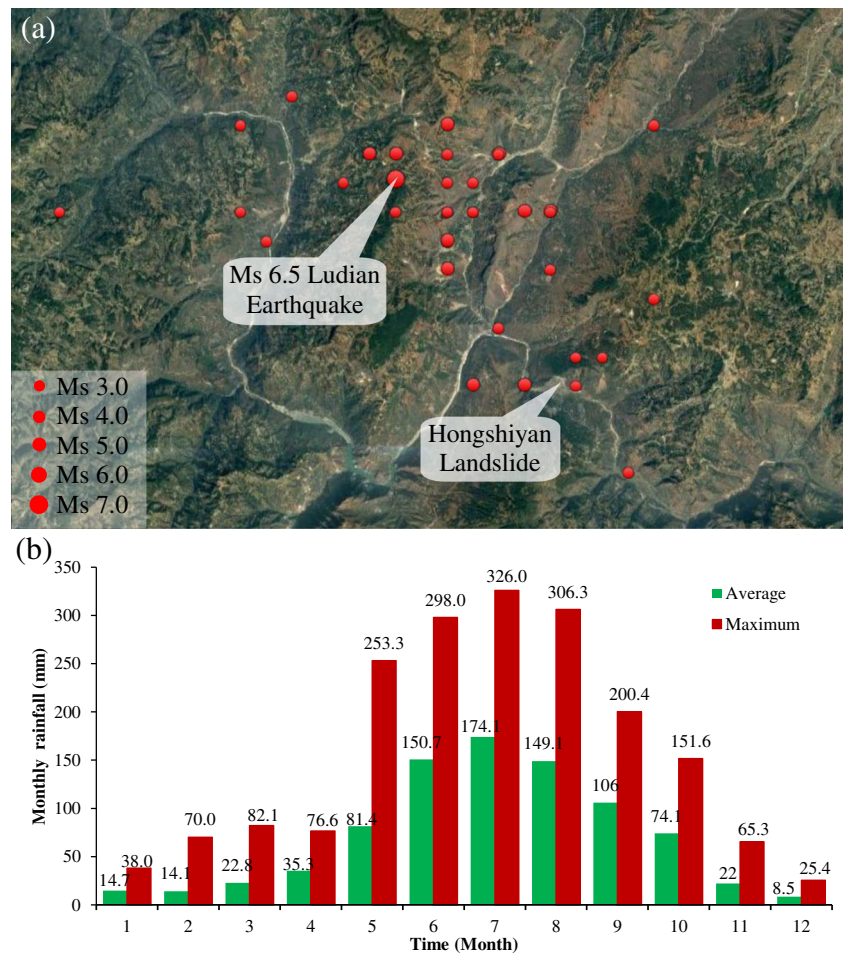 (a)
Ms 6.5 Ludian
Earthquake
Hongshiyan
Landslide
Ms 3.0
Ms 4.0
Ms 5.0
Ms 6.0
Ms 7.0
(b)
Monthly rainfall (mm)
350
300
250
200
150
100
50
0
Average
Maximum
14.7
38.0
14.1
70.0
22.8
82.1
35.3
76.6
81.4
253.3
150.7
298.0
174.1
326.0
149.1
306.3
106
200.4
74.1
151.6
22
65.3
8.5
25.4
1 2 3 4 5 6 7 8 9 10 11 12
Time (Month)